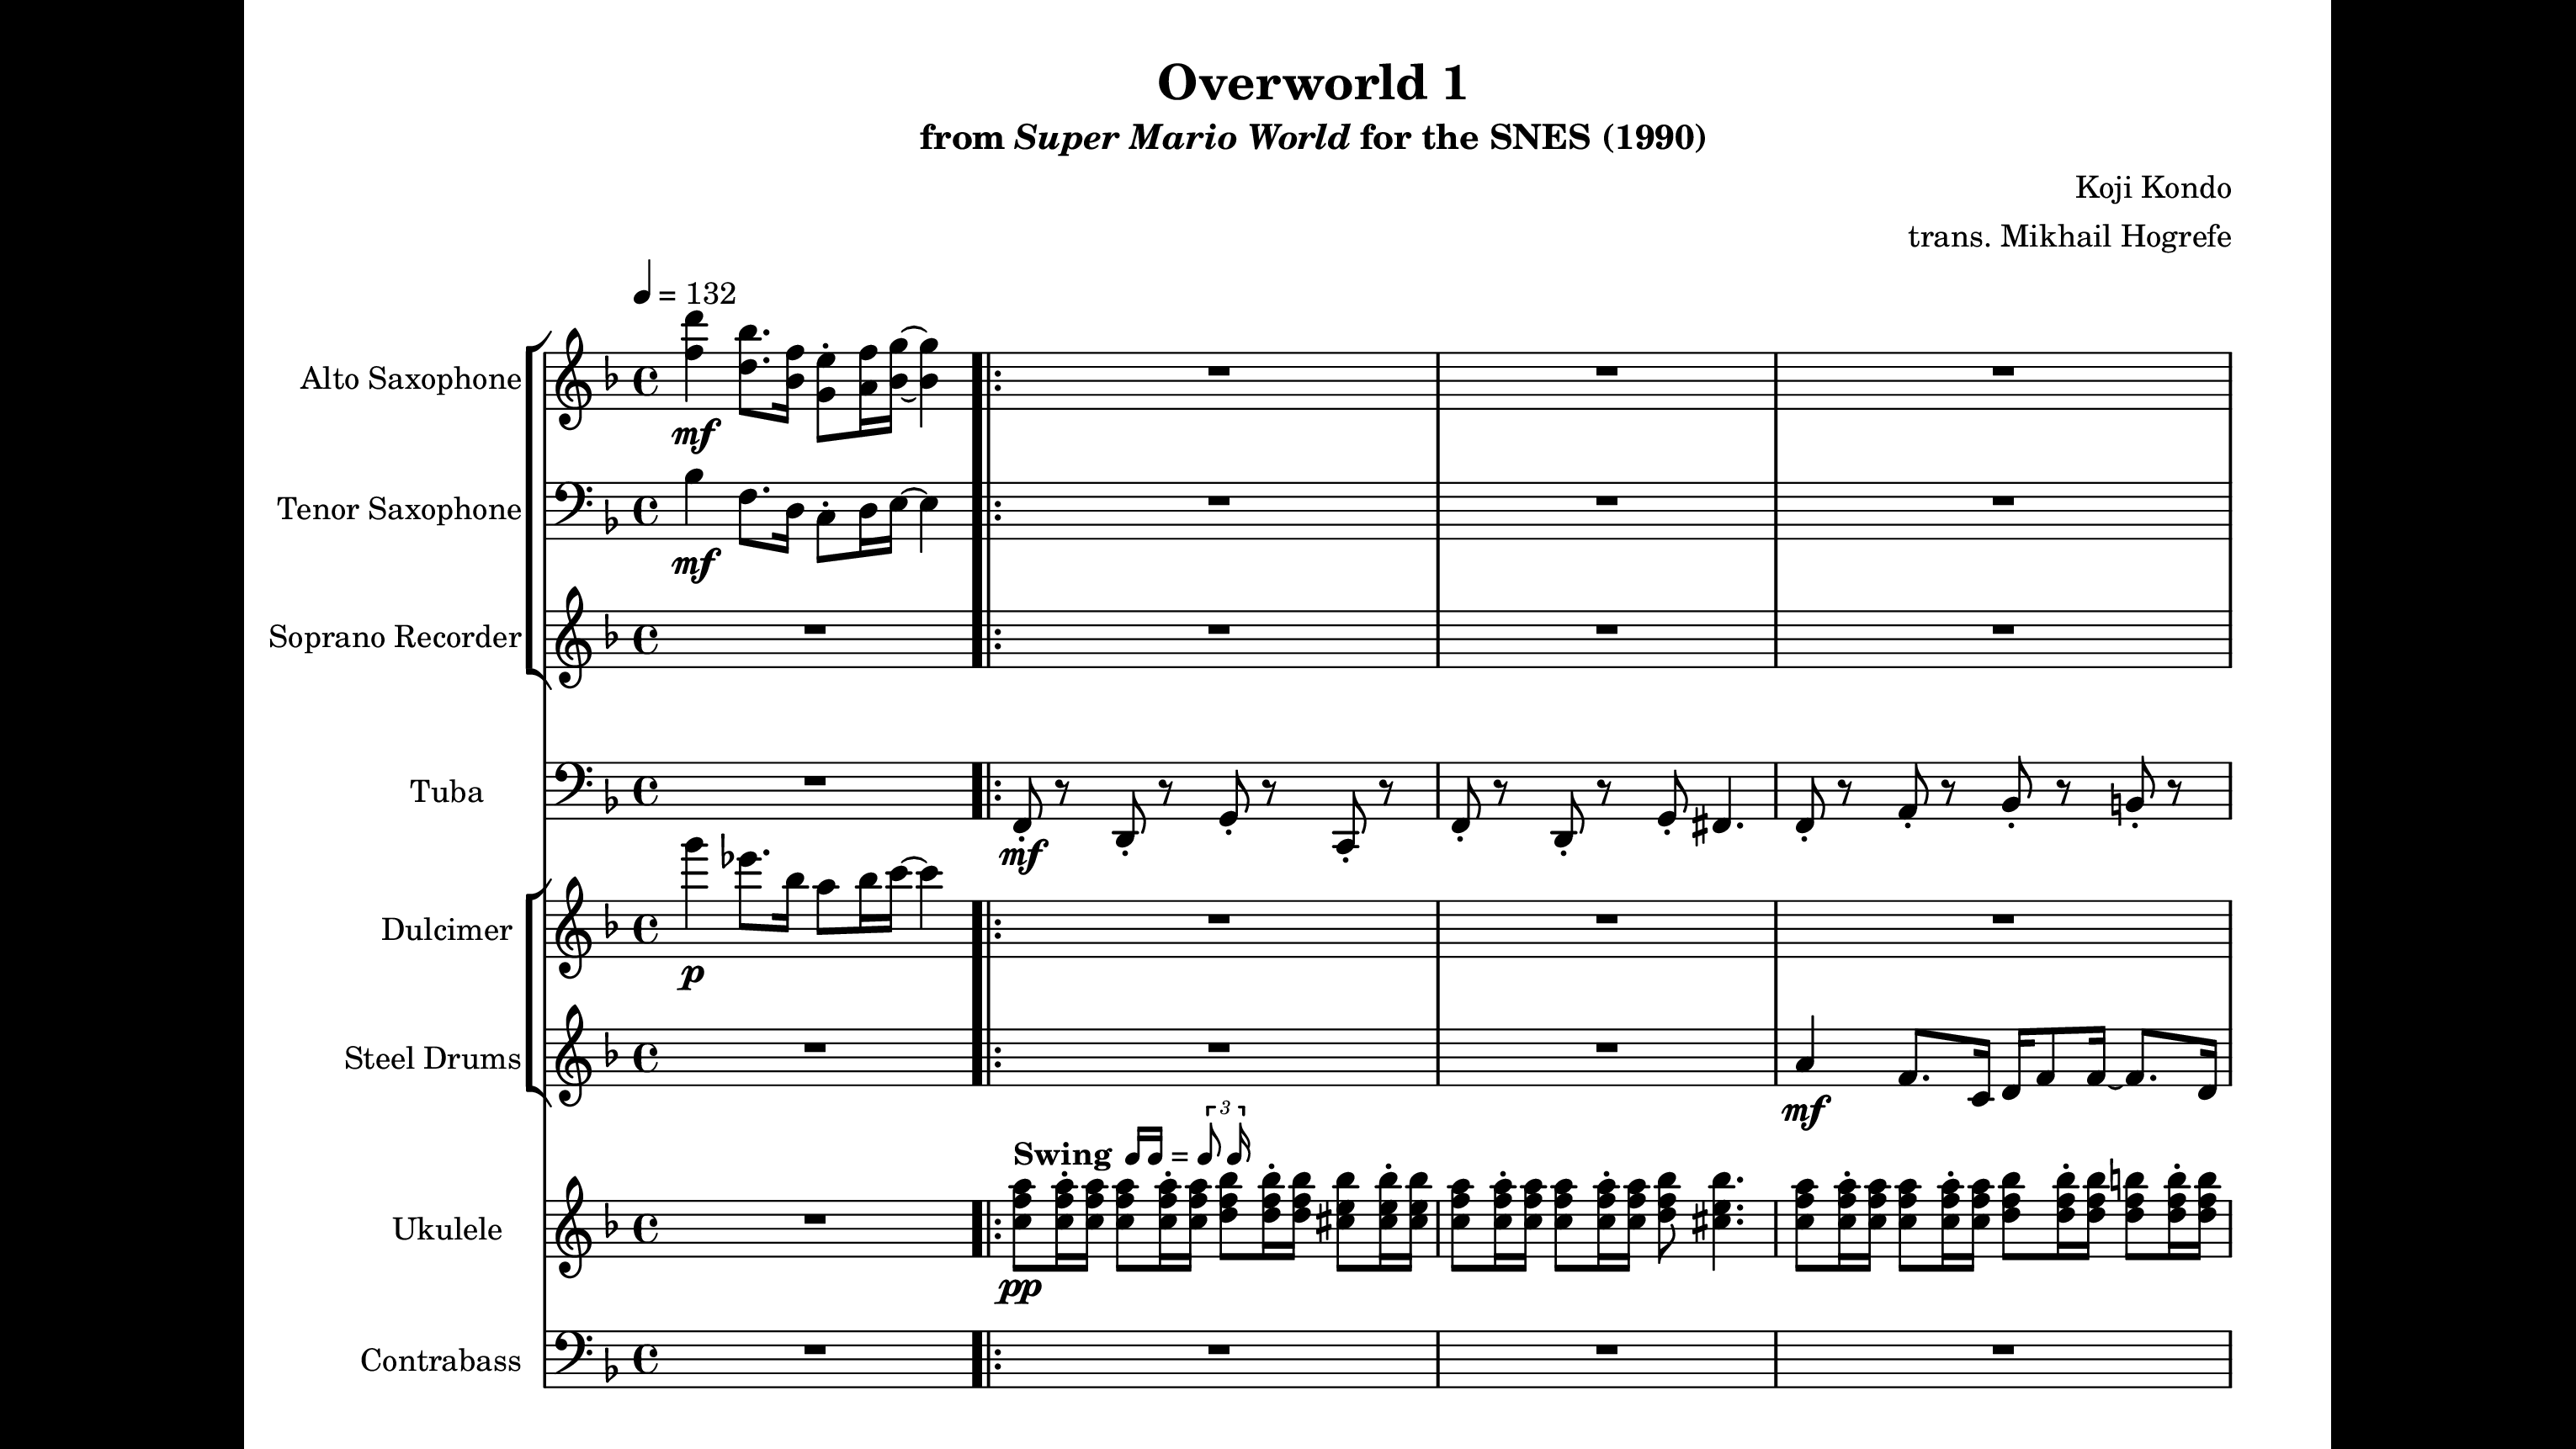 Overworld 1
from Super Mario World for the SNES (1990)
Koji Kondo
trans. Mikhail Hogrefe
= 132
Alto Saxophone
mf
Tenor Saxophone
mf
Soprano Recorder
Tuba
mf
Dulcimer
p
Steel Drums
mf
3
Swing =
Ukulele
pp
Contrabass